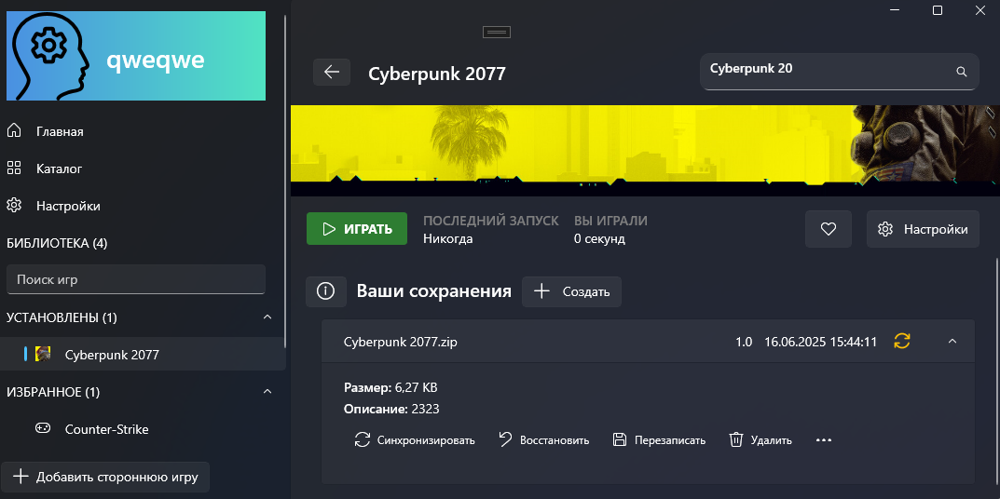 qweqwe
Главная
Каталог
Настройки
БИБЛИОТЕКА (4)
Поиск игр
УСТАНОВЛЕНЫ (1)
Cyberpunk 2077
ИЗБРАННОЕ (1)
Counter-Strike
Добавить стороннюю игру
Cyberpunk 2077
Cyberpunk 20
ИГРАТЬ
ПОСЛЕДНИЙ ЗАПУСК
Никогда
ВЫ ИГРАЛИ
0 секунд
Настройки
Ваши сохранения
Создать
Cyberpunk 2077.zip 1.0 16.06.2025 15:44:11
Размер: 6,27 KB
Описание: 2323
Синхронизировать Восстановить Перезаписать Удалить